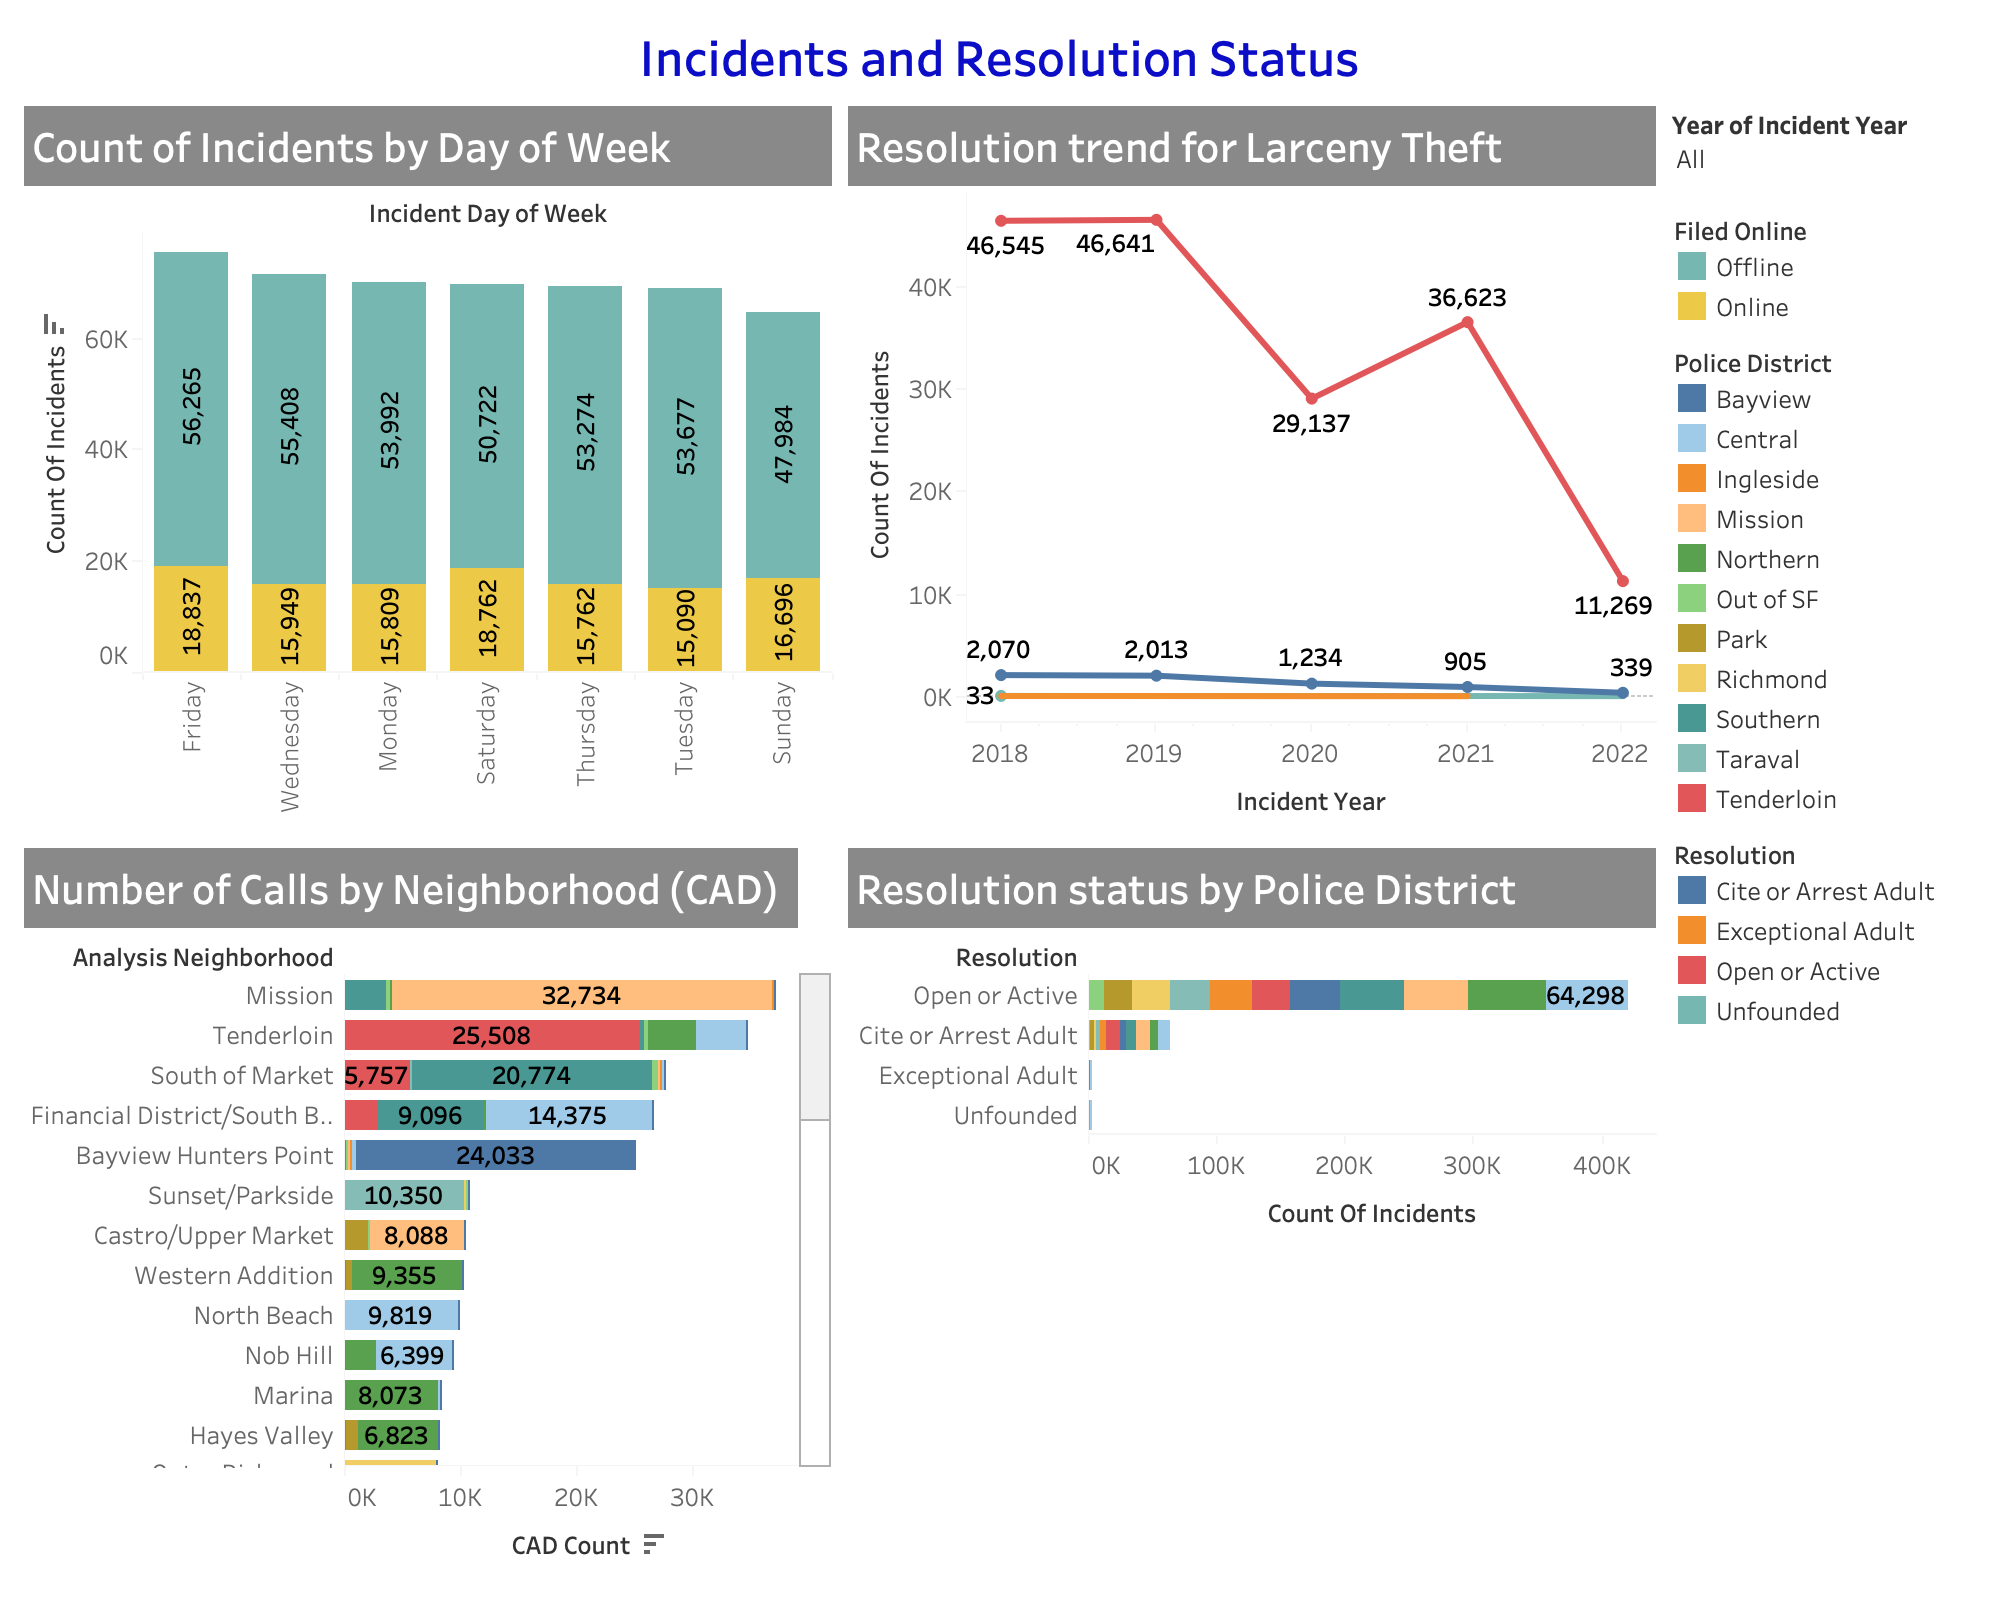 Incidents and Resolution Status
Count of Incidents by Day of Week
Incident Day of Week
Count Of Incidents
60K
40K
20K
0K
56,265
55,408
53,992
50,722
53,274
53,677
47,984
18,837
15,949
15,809
18,762
15,762
15,090
16,696
Friday
Wednesday
Monday
Saturday
Thursday
Tuesday
Sunday
Resolution trend for Larceny Theft
Count Of Incidents
40K
30K
20K
10K
0K
46,545
46,641
36,623
29,137
11,269
2,070
2,013
1,234
905
339
33
2018
2019
2020
2021
2022
Incident Year
Year of Incident Year
All
Filed Online
Offline
Online
Police District
Bayview
Central
Ingleside
Mission
Northern
Out of SF
Park
Richmond
Southern
Taraval
Tenderloin
Resolution
Cite or Arrest Adult
Exceptional Adult
Open or Active
Unfounded
Number of Calls by Neighborhood (CAD)
Analysis Neighborhood
Mission 32,734
Tenderloin 25,508
South of Market 5,757 20,774
Financial District/South B.. 9,096 14,375
Bayview Hunters Point 24,033
Sunset/Parkside 10,350
Castro/Upper Market 8,088
Western Addition 9,355
North Beach 9,819
Nob Hill 6,399
Marina 8,073
Hayes Valley 6,823
0K 10K 20K 30K
CAD Count
Resolution status by Police District
Resolution
Open or Active 64,298
Cite or Arrest Adult
Exceptional Adult
Unfounded
0K 100K 200K 300K 400K
Count Of Incidents